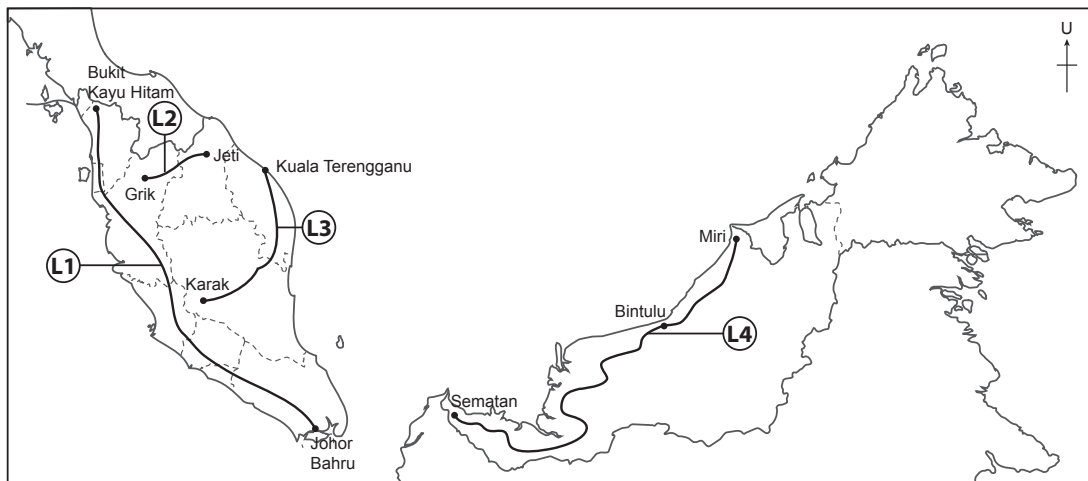 U
Bukit
Kayu Hitam
L2
Jeti
Kuala Terengganu
Grik
L3
Miri
L1
Karak
Bintulu
L4
Sematan
Johor
Bahru